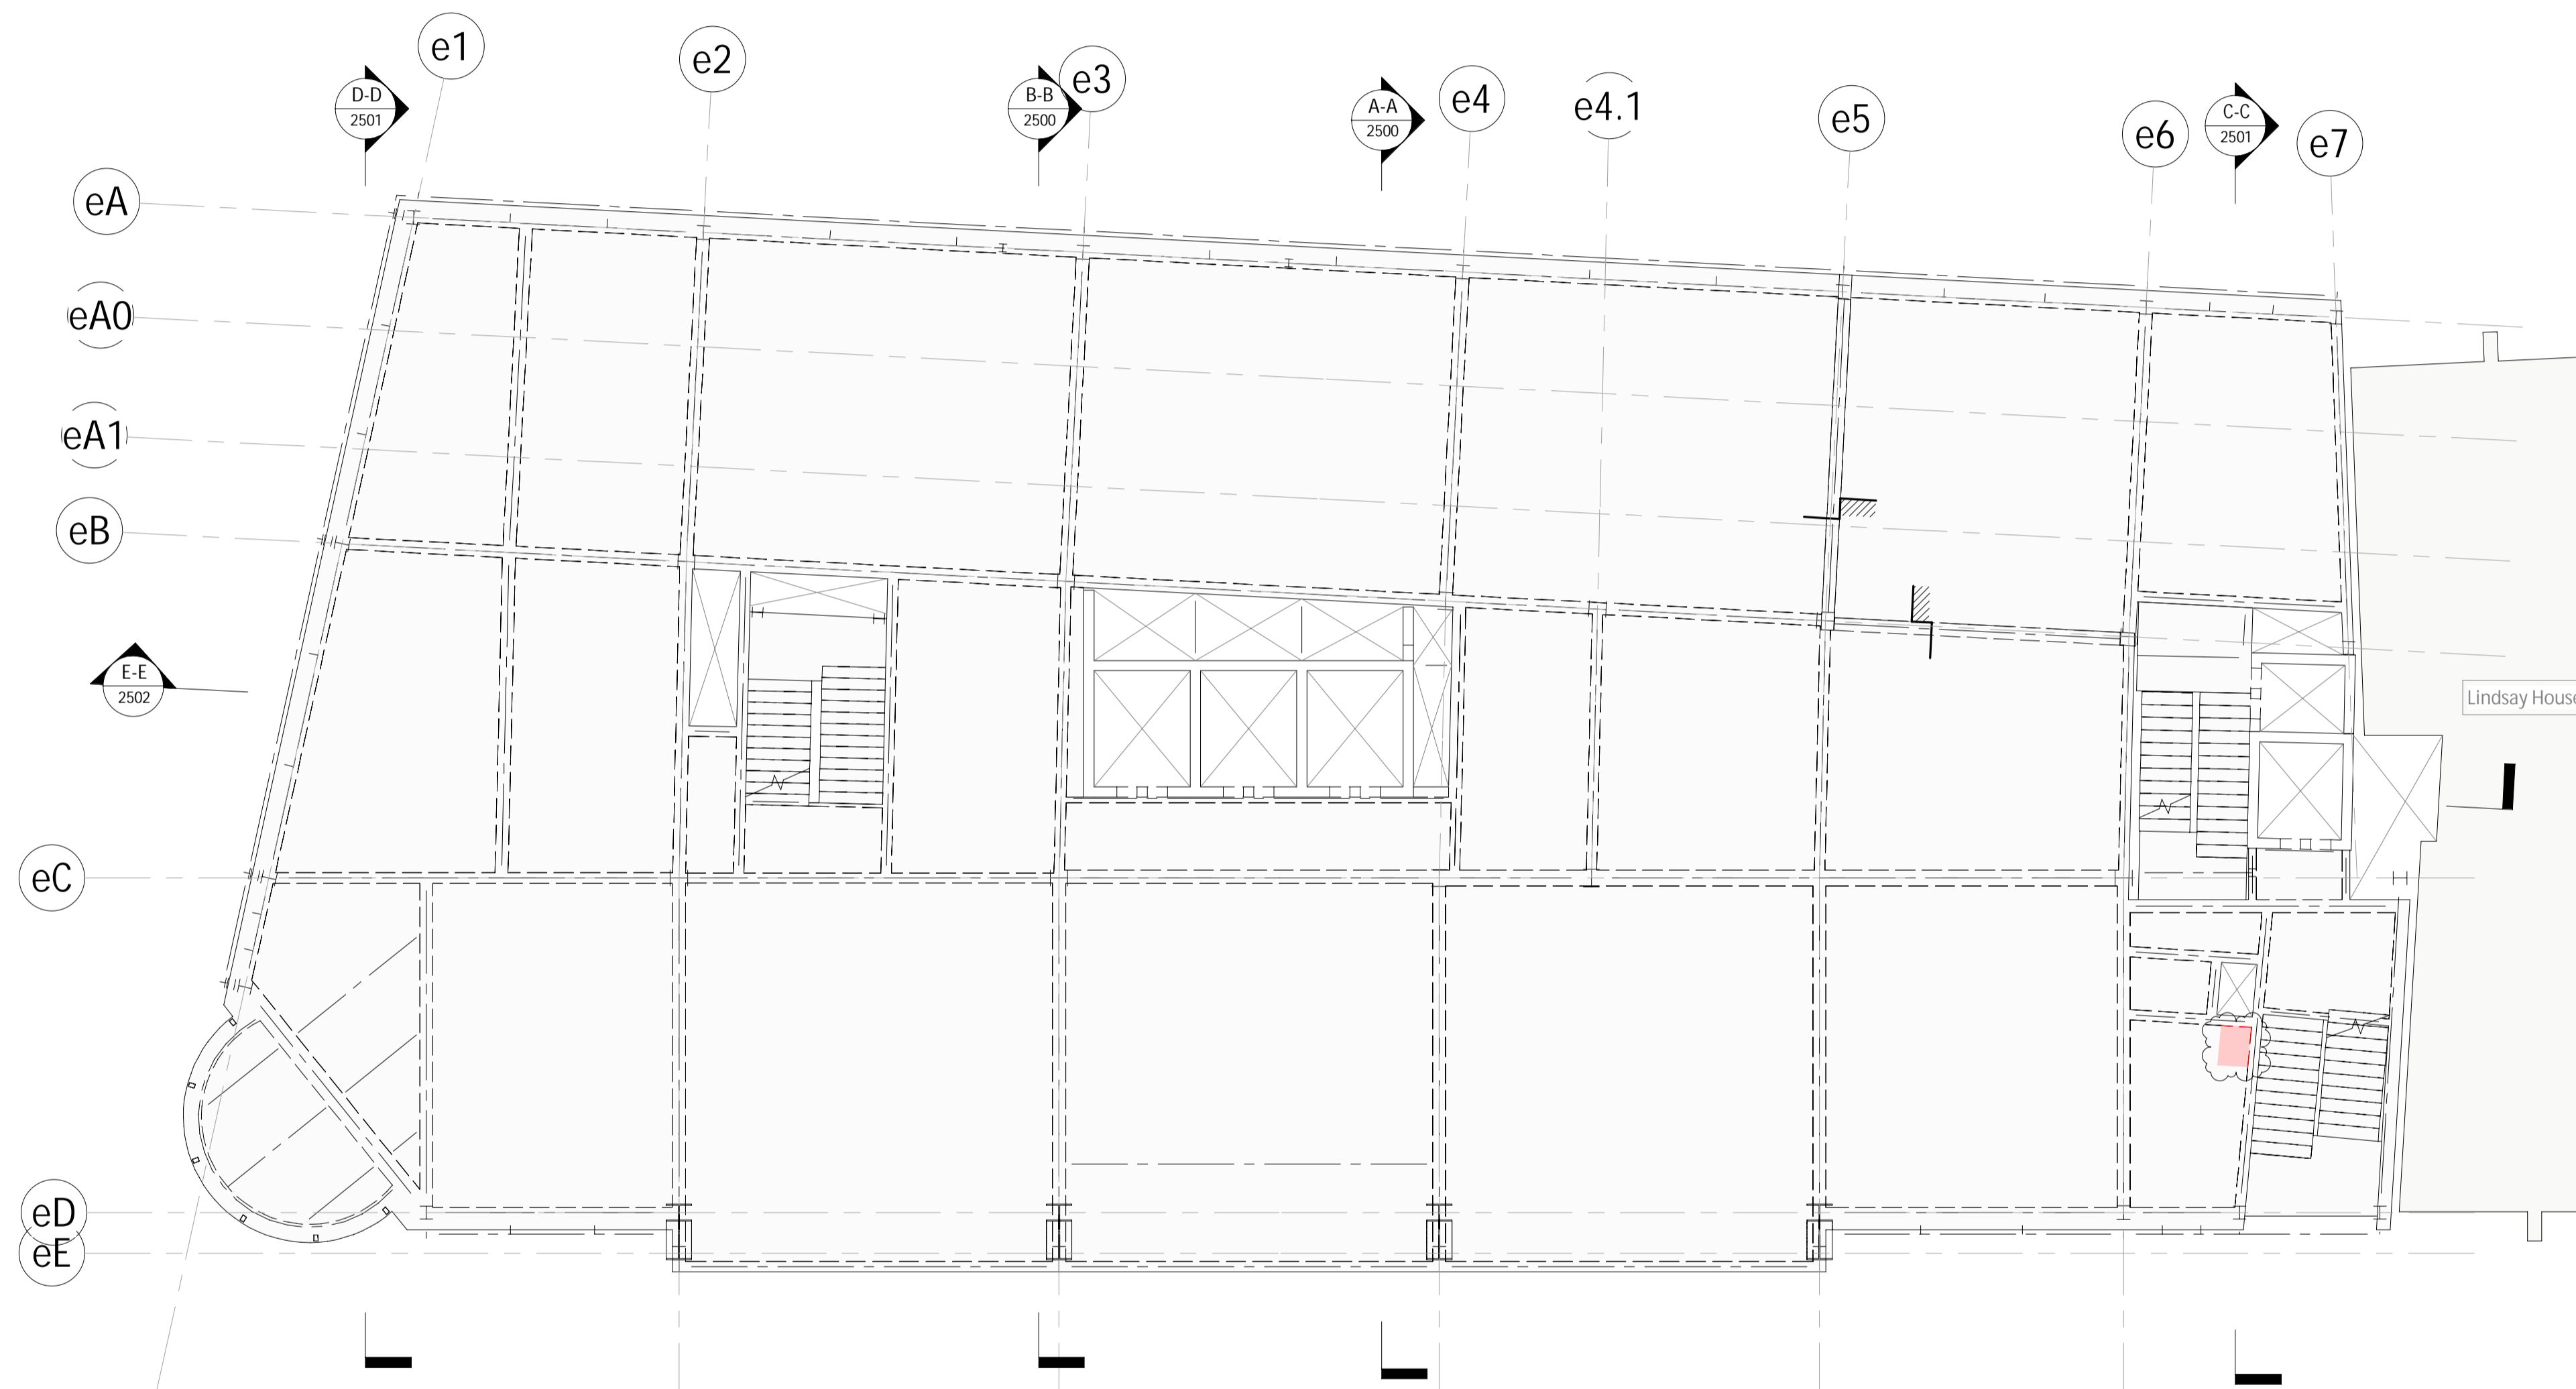 e1
e2
e3
e4
e4.1
e5
e6
e7
D-D
2501
B-B
2500
A-A
2500
C-C
2501
eA
eA0
eA1
eB
E-E
2502
Lindsay House
eC
eD
eE